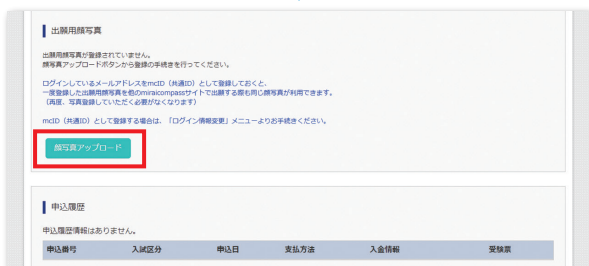 出願用顔写真
出願用顔写真が登録されていません。
顔写真アップロードボタンから登録の手続きを行ってください。
ログインしているメールアドレスをmcID（共通ID）として登録しておくと、
一度登録した出願用顔写真を他のmiraicompassサイトで出願する際も同じ顔写真が利用できます。
（再度、写真登録していただく必要がなくなります）
mcID（共通ID）として登録する場合は、「ログイン情報変更」メニューよりお手続きください。
顔写真アップロード
申込履歴
申込履歴情報はありません。
申込番号 入試区分 申込日 支払方法 入金情報 受験票